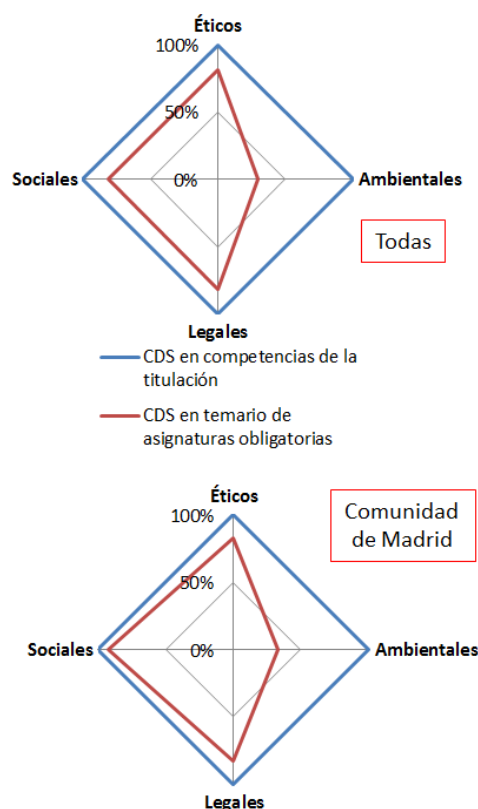 Éticos
100%
50%
Sociales
0%
Ambientales
Todas
Legales
CDS en competencias de la
titulación
CDS en temario de
asignaturas obligatorias
Éticos
100%
Comunidad
de Madrid
50%
Sociales
0%
Ambientales
Legales